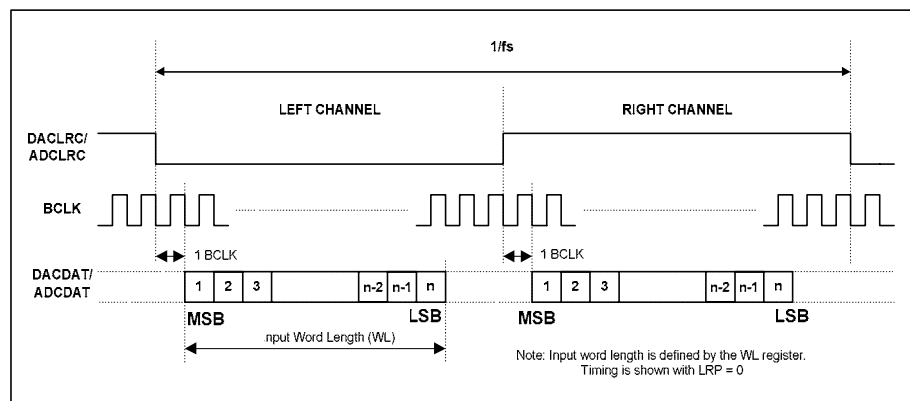 1/fs
LEFT CHANNEL
RIGHT CHANNEL
DACLRC/
ADCLRC
BCLK
1 BCLK
1 BCLK
DACDAT/
ADCDAT
1 2 3 n-2 n-1 n
1 2 3 n-2 n-1 n
MSB
LSB
MSB
LSB
nput Word Length (WL)
Note: Input word length is defined by the WL register.
Timing is shown with LRP = 0